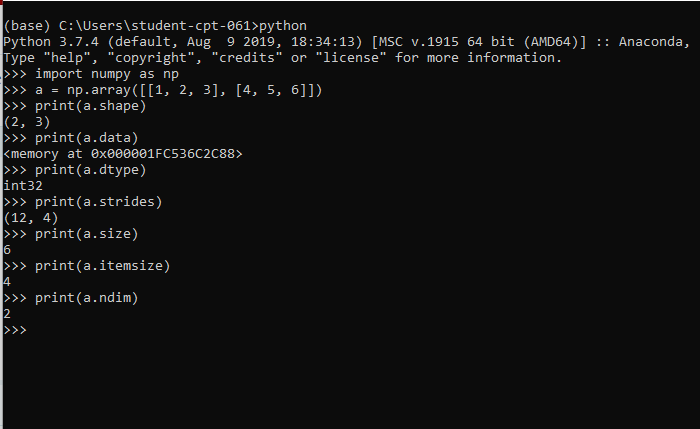 (base) C:\Users\student-cpt-061>python
Python 3.7.4 (default, Aug  9 2019, 18:34:13) [MSC v.1915 64 bit (AMD64)] :: Anaconda,
Type "help", "copyright", "credits" or "license" for more information.
>>> import numpy as np
>>> a = np.array([[1, 2, 3], [4, 5, 6]])
>>> print(a.shape)
(2, 3)
>>> print(a.data)
<memory at 0x000001FC536C2C88>
>>> print(a.dtype)
int32
>>> print(a.strides)
(12, 4)
>>> print(a.size)
6
>>> print(a.itemsize)
4
>>> print(a.ndim)
2
>>>